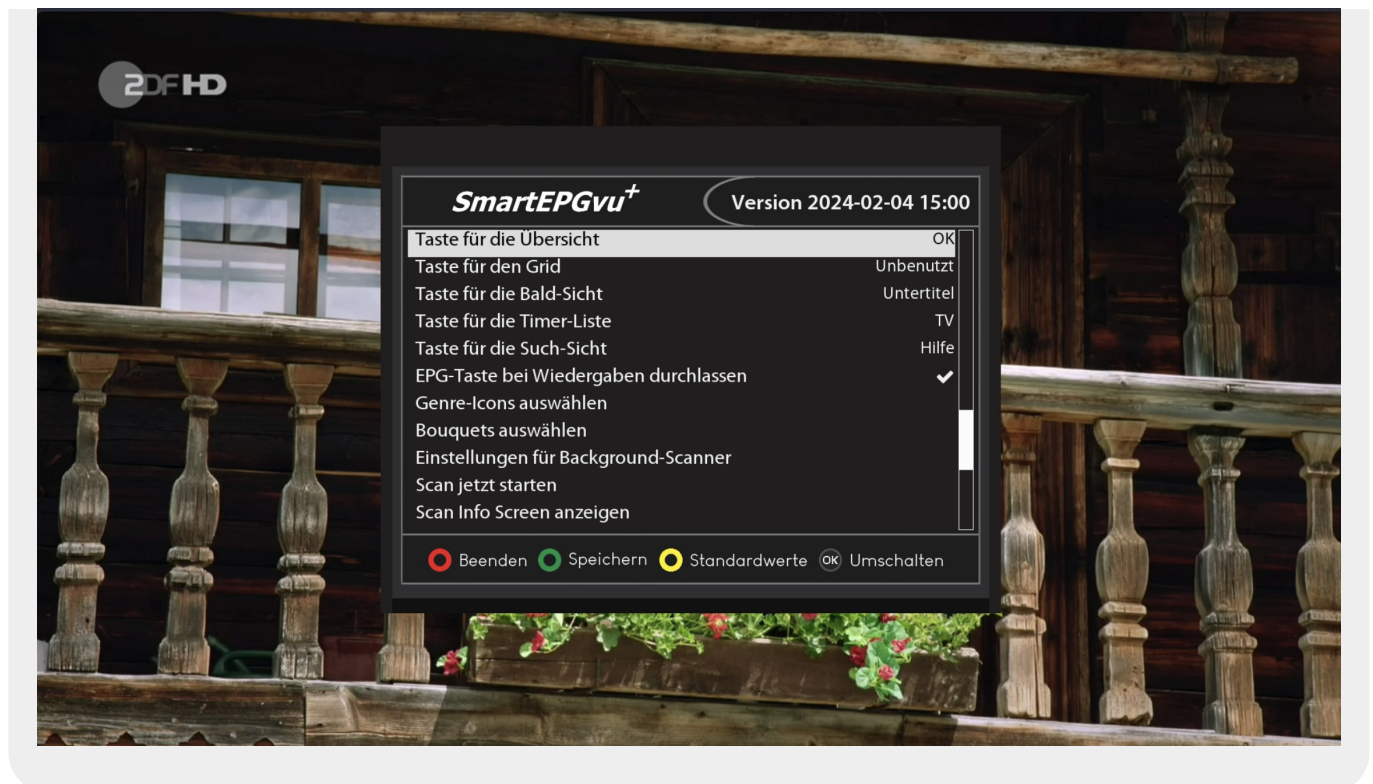 ZDF HD
SmartEPGvu+ Version 2024-02-04 15:00
Taste für die Übersicht OK
Taste für den Grid Unbenutzt
Taste für die Bald-Sicht Untertitel
Taste für die Timer-Liste TV
Taste für die Such-Sicht Hilfe
EPG-Taste bei Wiedergaben durchlassen ✔
Genre-Icons auswählen
Bouquets auswählen
Einstellungen für Background-Scanner
Scan jetzt starten
Scan Info Screen anzeigen
Beenden Speichern Standardwerte OK Umschalten